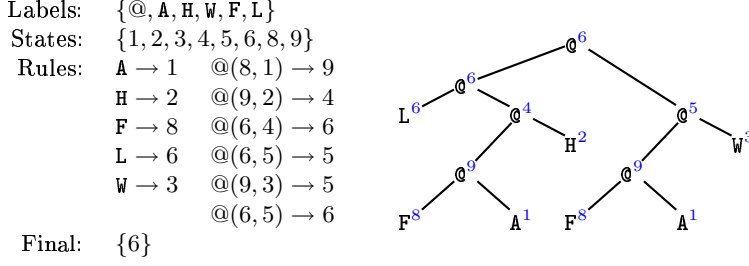 Labels: {@, A, H, W, F, L}
States: {1, 2, 3, 4, 5, 6, 8, 9}
Rules: A → 1 @(8, 1) → 9
H → 2 @(9, 2) → 4
F → 8 @(6, 4) → 6
L → 6 @(6, 5) → 5
W → 3 @(9, 3) → 5
@(6, 5) → 6
Final: {6}
@6
@6
L6 @4 @5
H2 W3
@9 @9
F8 A1 F8 A1